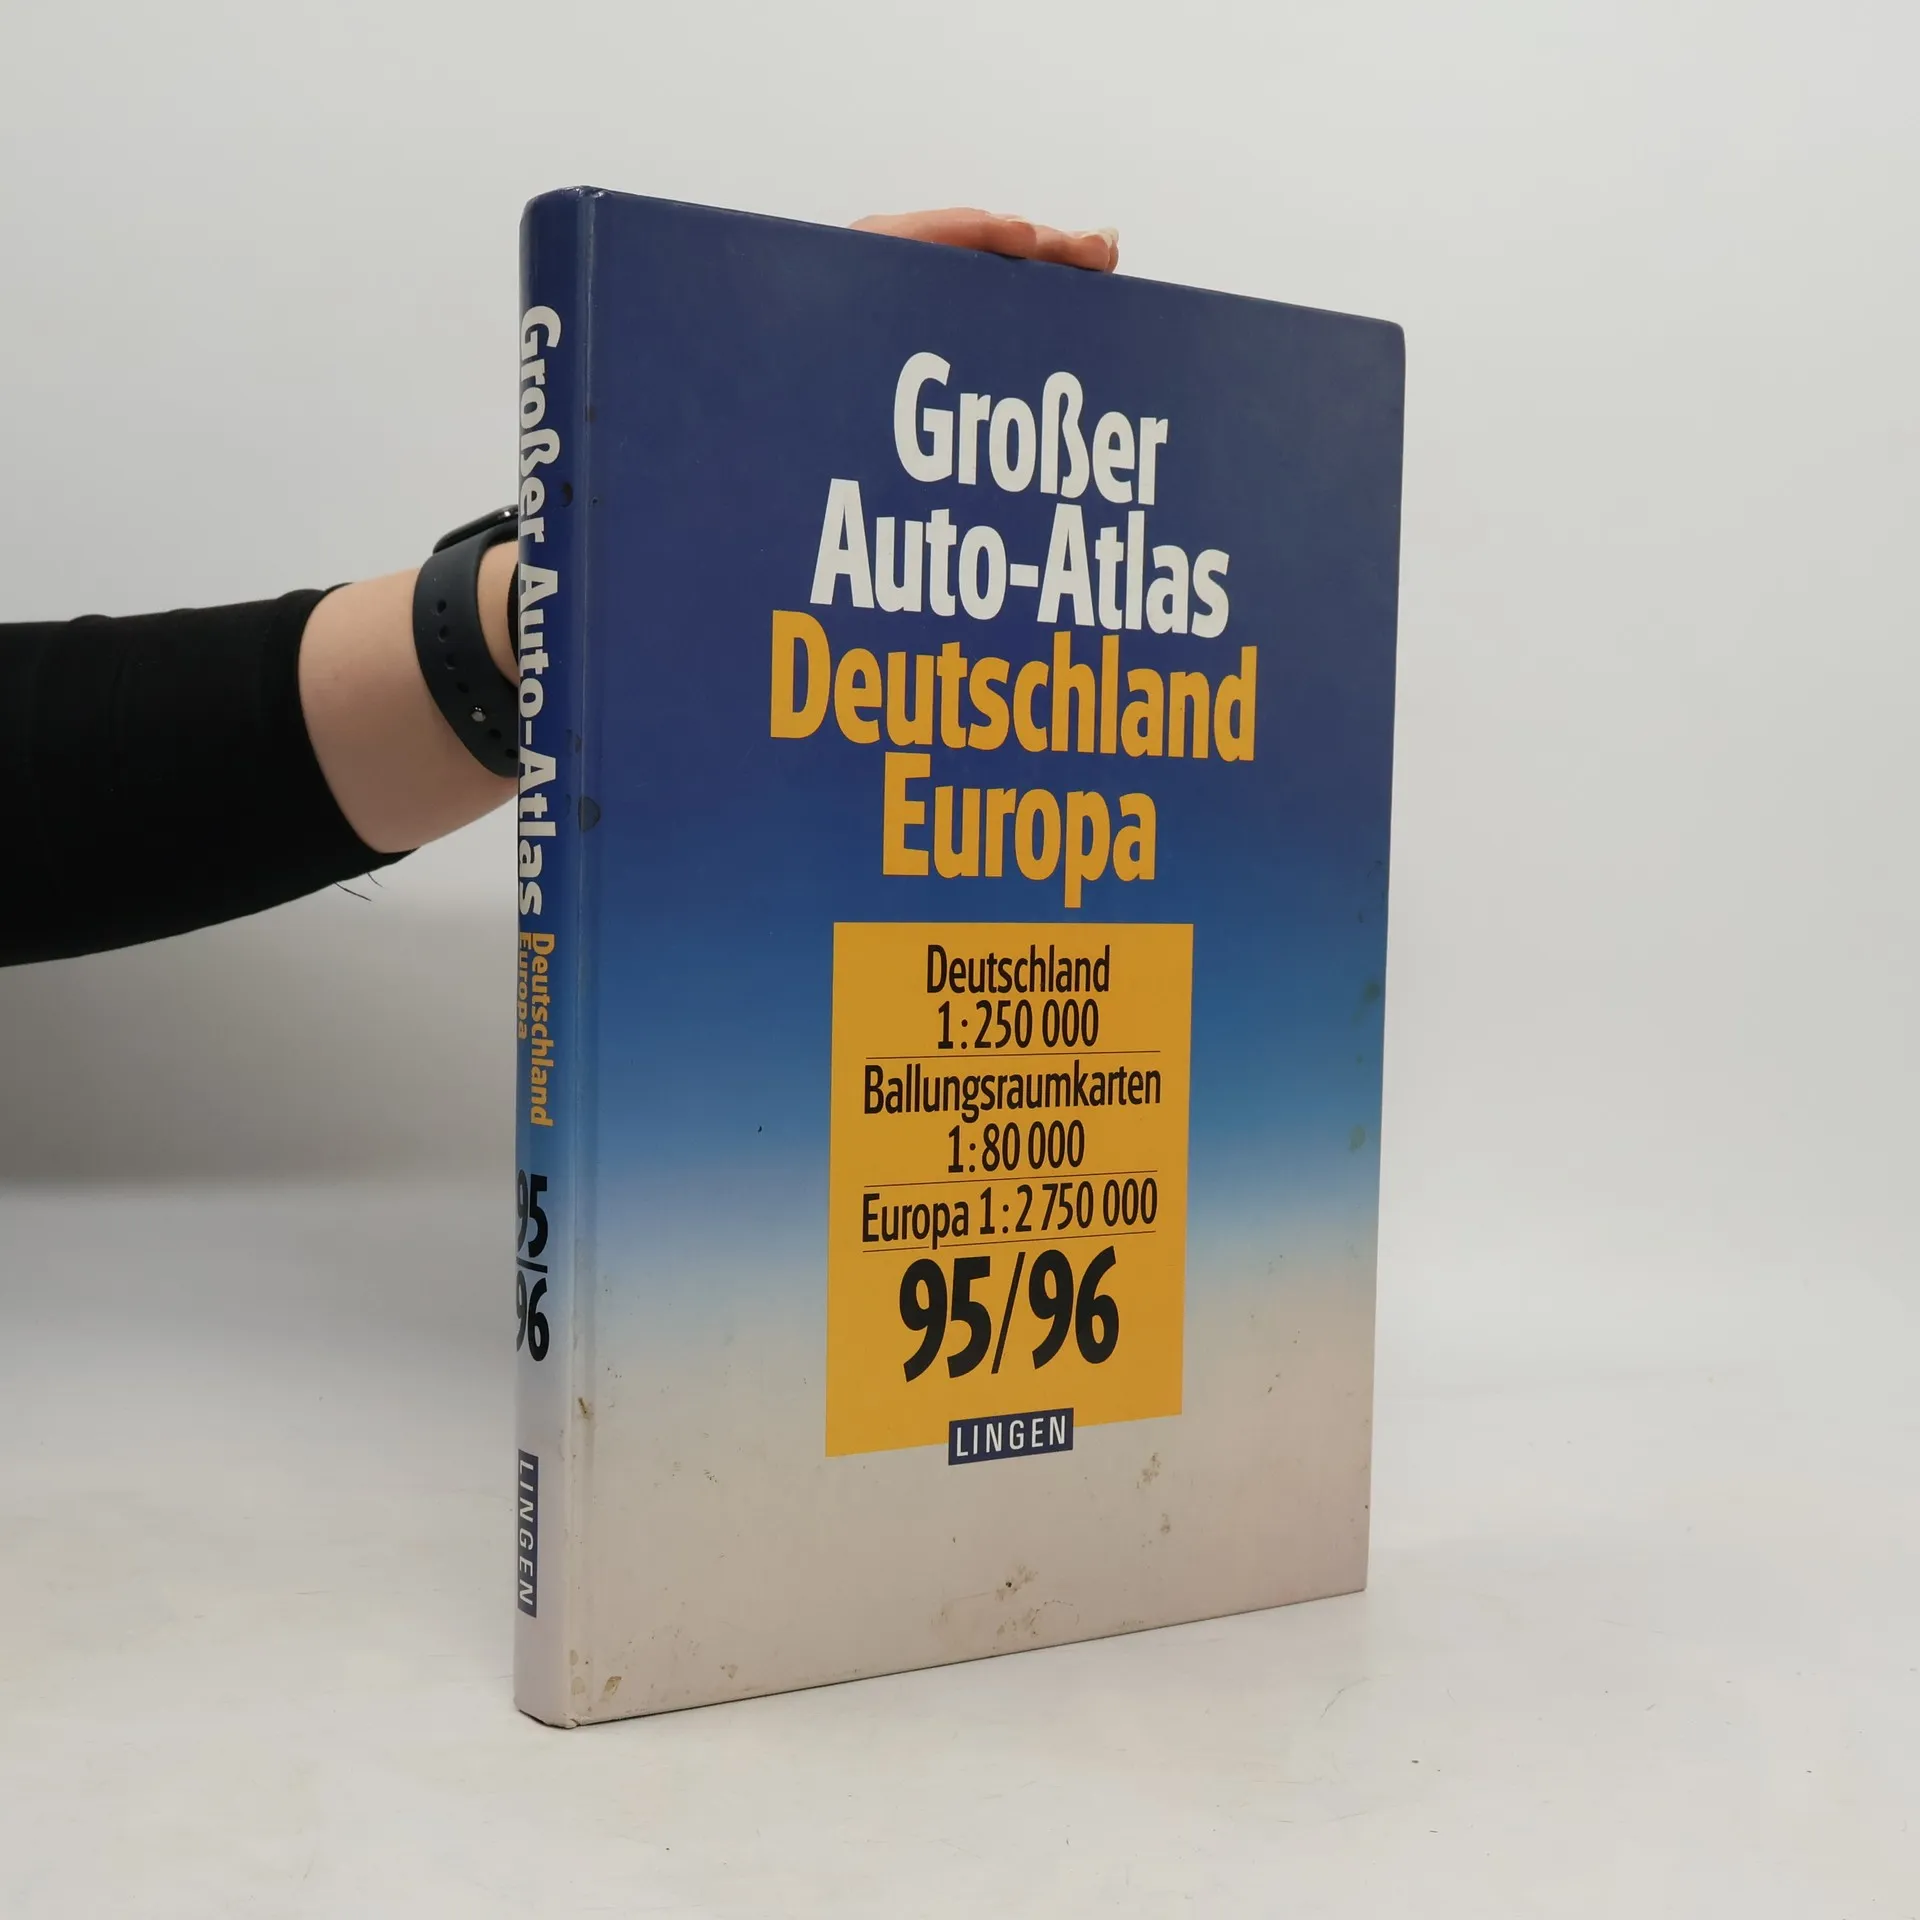 Großer
Auto-Atlas
Deutschland
Europa
Deutschland
1:250 000
Ballungsraumkarten
1:80 000
Europa 1:2 750 000
95/96
LINGEN
Großer Auto-Atlas
Deutschland
Europa
95/96
LINGEN